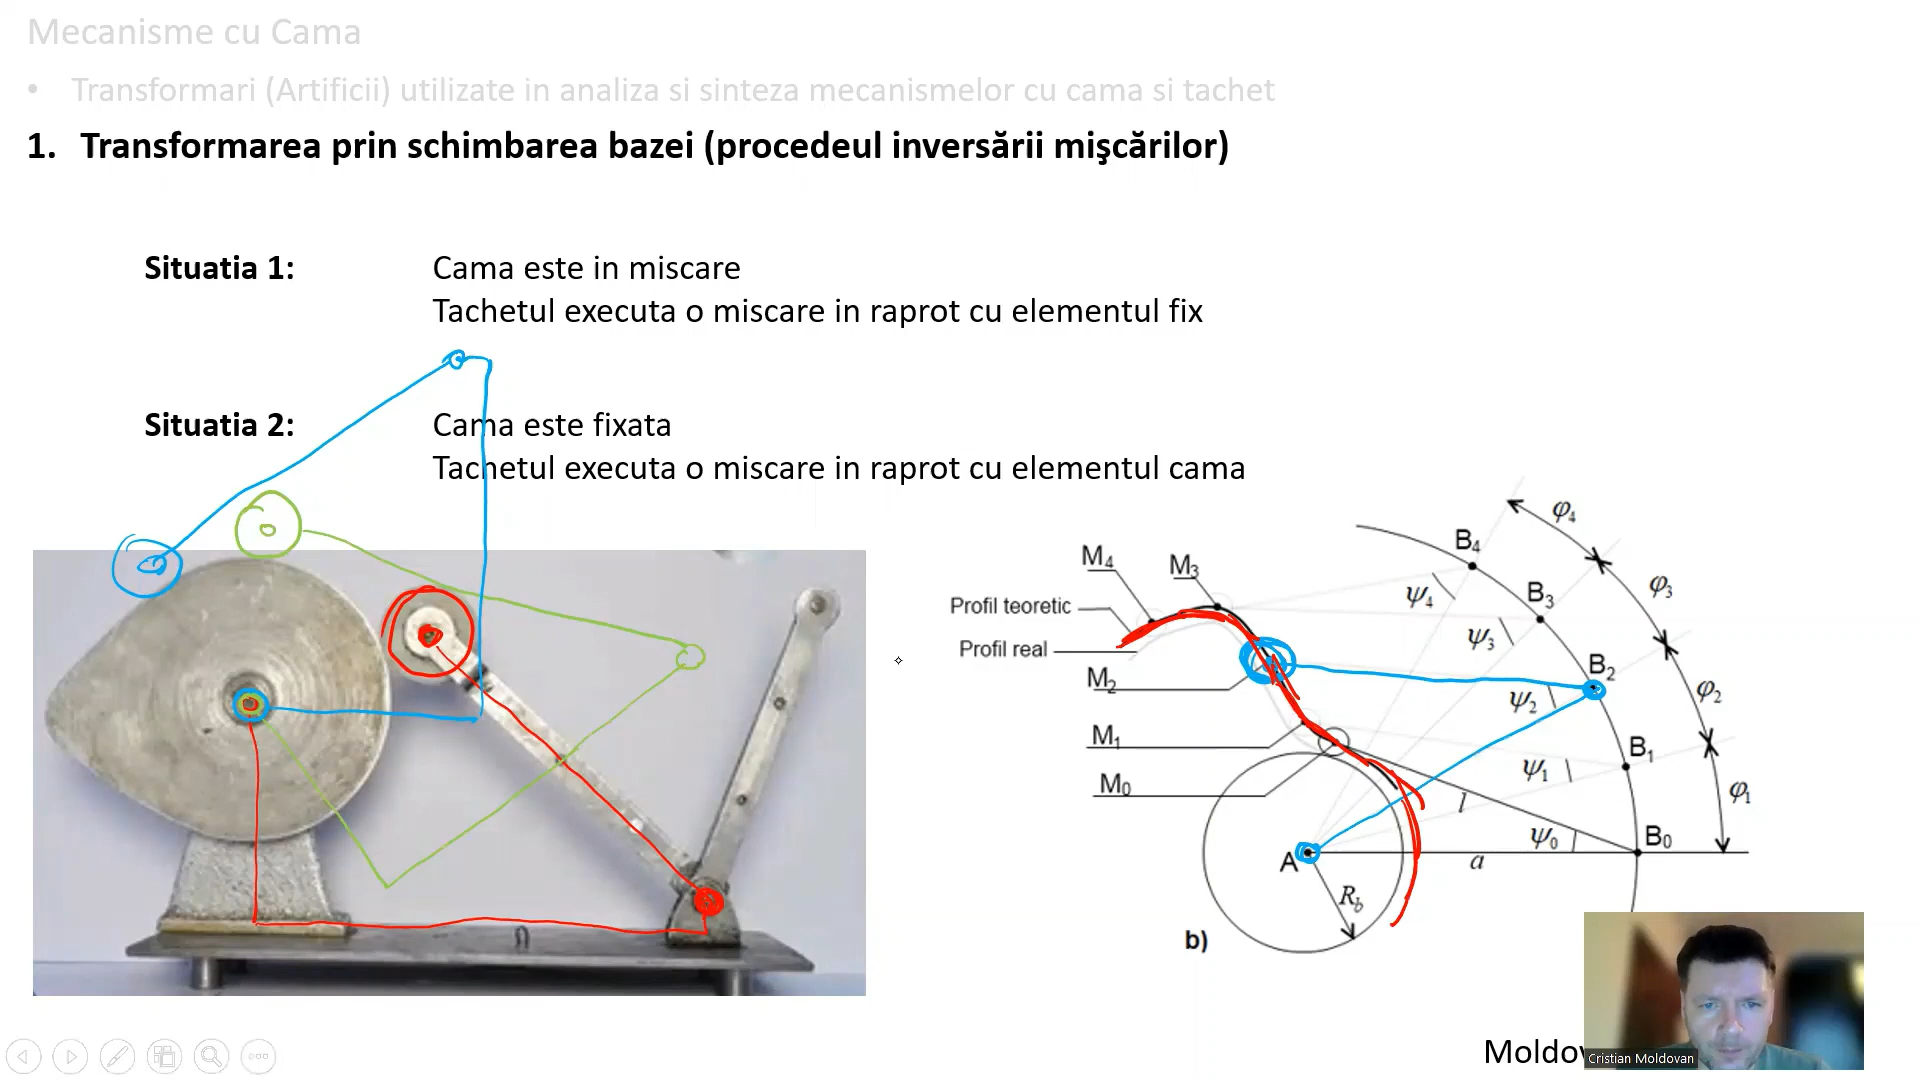 Mecanisme cu Cama
• Transformari (Artificii) utilizate in analiza si sinteza mecanismelor cu cama si tachet
1. Transformarea prin schimbarea bazei (procedeul inversării mişcărilor)
Situatia 1: Cama este in miscare
Tachetul executa o miscare in raprot cu elementul fix
Situatia 2: Cama este fixata
Tachetul executa o miscare in raprot cu elementul cama
φ4
B4
M4
M3
φ3
B3
ψ4
Profil teoretic
ψ3
Profil real
B2
M2
φ2
ψ2
M1
B1
ψ1
M0
φ1
l
ψ0
B0
A
a
Rb
b)
Moldov
Cristian Moldovan